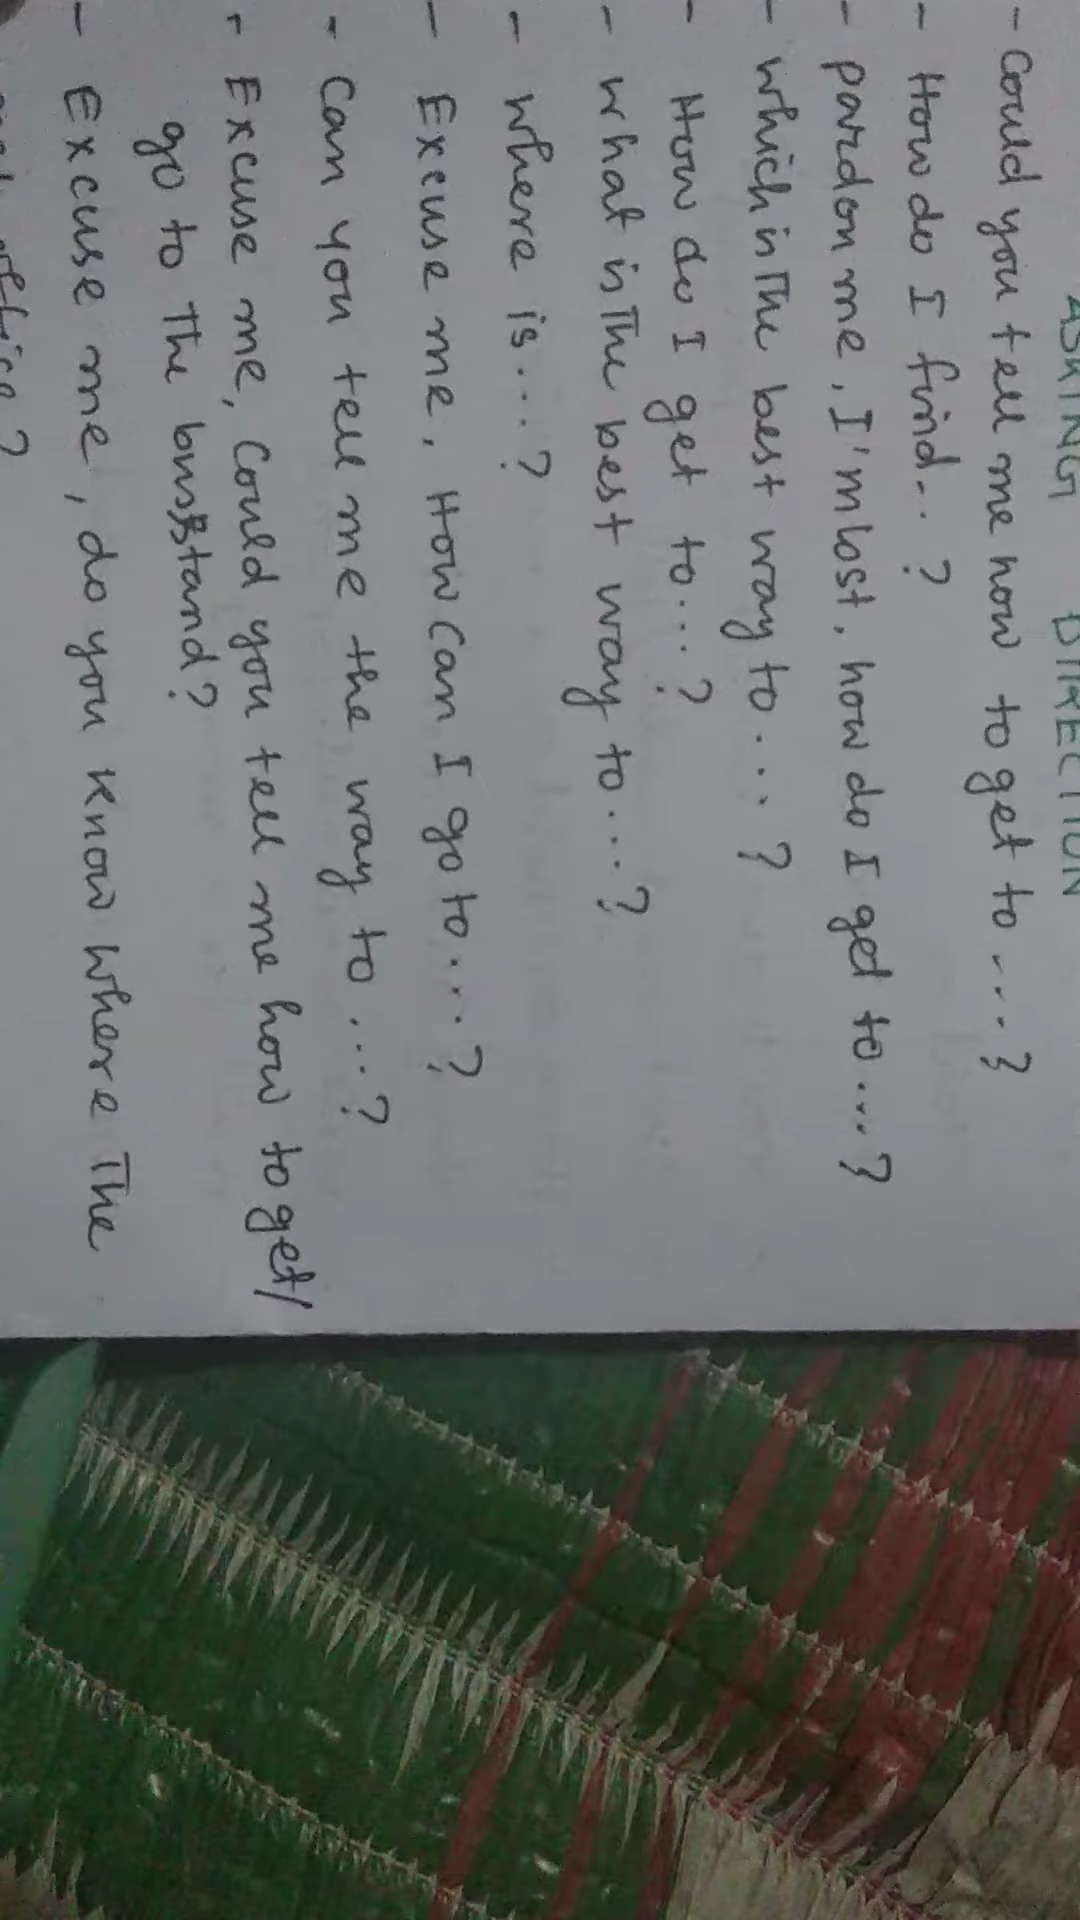 ASKING DIRECTION
- Could you tell me how to get to ....?
- How do I find...?
- pardon me, I'm lost, how do I get to....?
- which is The best way to....?
- How do I get to...?
- what is The best way to....?
- where is....?
- Excuse me, How can I go to....?
- Can you tell me the way to....?
- Excuse me, Could you tell me how to get/
go to The busstand?
- Excuse me, do you know where The
office?